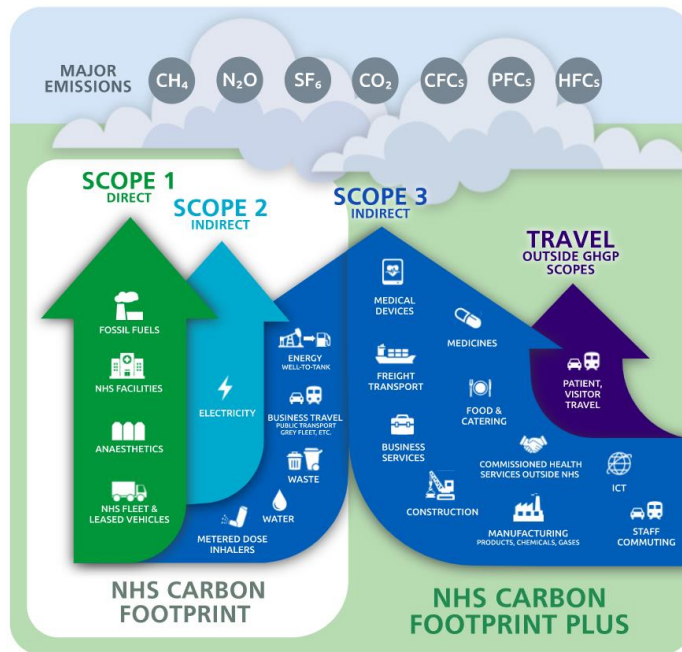 MAJOR
EMISSIONS
CH₄
N₂O
SF₆
CO₂
CFCs
PFCs
HFCs
SCOPE 1
DIRECT
SCOPE 2
INDIRECT
SCOPE 3
INDIRECT
TRAVEL
OUTSIDE GHGP
SCOPES
FOSSIL FUELS
NHS FACILITIES
ANAESTHETICS
NHS FLEET &
LEASED VEHICLES
ELECTRICITY
ENERGY
WELL-TO-TANK
BUSINESS TRAVEL
PUBLIC TRANSPORT
GREY FLEET, ETC.
WASTE
WATER
METERED DOSE
INHALERS
MEDICAL
DEVICES
MEDICINES
FREIGHT
TRANSPORT
FOOD &
CATERING
BUSINESS
SERVICES
COMMISSIONED HEALTH
SERVICES OUTSIDE NHS
ICT
CONSTRUCTION
MANUFACTURING
PRODUCTS, CHEMICALS, GASES
STAFF
COMMUTING
PATIENT,
VISITOR
TRAVEL
NHS CARBON
FOOTPRINT
NHS CARBON
FOOTPRINT PLUS